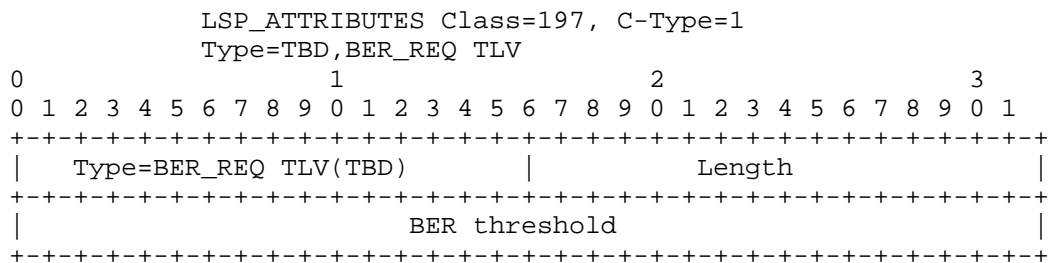 LSP_ATTRIBUTES Class=197, C-Type=1
Type=TBD,BER_REQ TLV
0                   1                   2                   3
0 1 2 3 4 5 6 7 8 9 0 1 2 3 4 5 6 7 8 9 0 1 2 3 4 5 6 7 8 9 0 1
+-+-+-+-+-+-+-+-+-+-+-+-+-+-+-+-+-+-+-+-+-+-+-+-+-+-+-+-+-+-+-+-+
|   Type=BER_REQ TLV(TBD)       |          Length               |
+-+-+-+-+-+-+-+-+-+-+-+-+-+-+-+-+-+-+-+-+-+-+-+-+-+-+-+-+-+-+-+-+
|                        BER threshold                          |
+-+-+-+-+-+-+-+-+-+-+-+-+-+-+-+-+-+-+-+-+-+-+-+-+-+-+-+-+-+-+-+-+